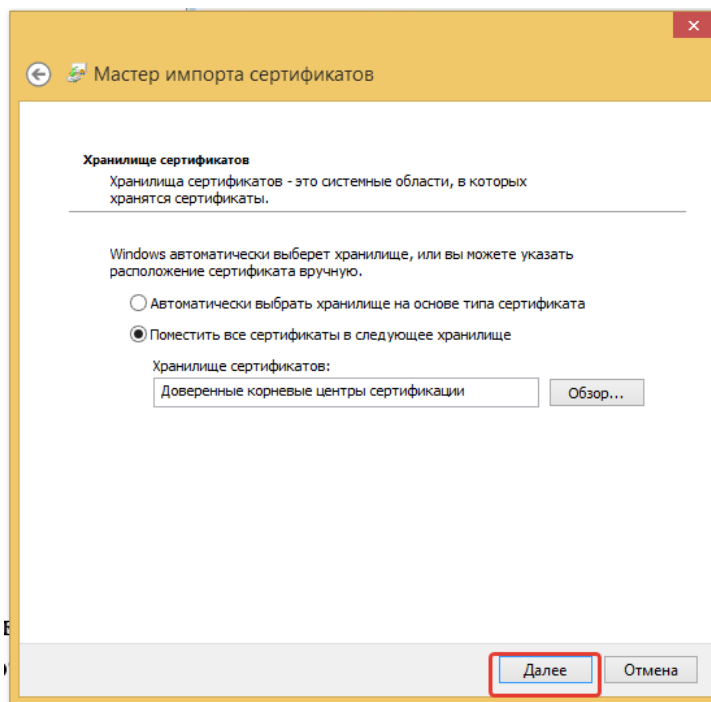 Мастер импорта сертификатов
Хранилище сертификатов
Хранилища сертификатов - это системные области, в которых
хранятся сертификаты.
Windows автоматически выберет хранилище, или вы можете указать
расположение сертификата вручную.
Автоматически выбрать хранилище на основе типа сертификата
Поместить все сертификаты в следующее хранилище
Хранилище сертификатов:
Доверенные корневые центры сертификации
Обзор...
Далее
Отмена